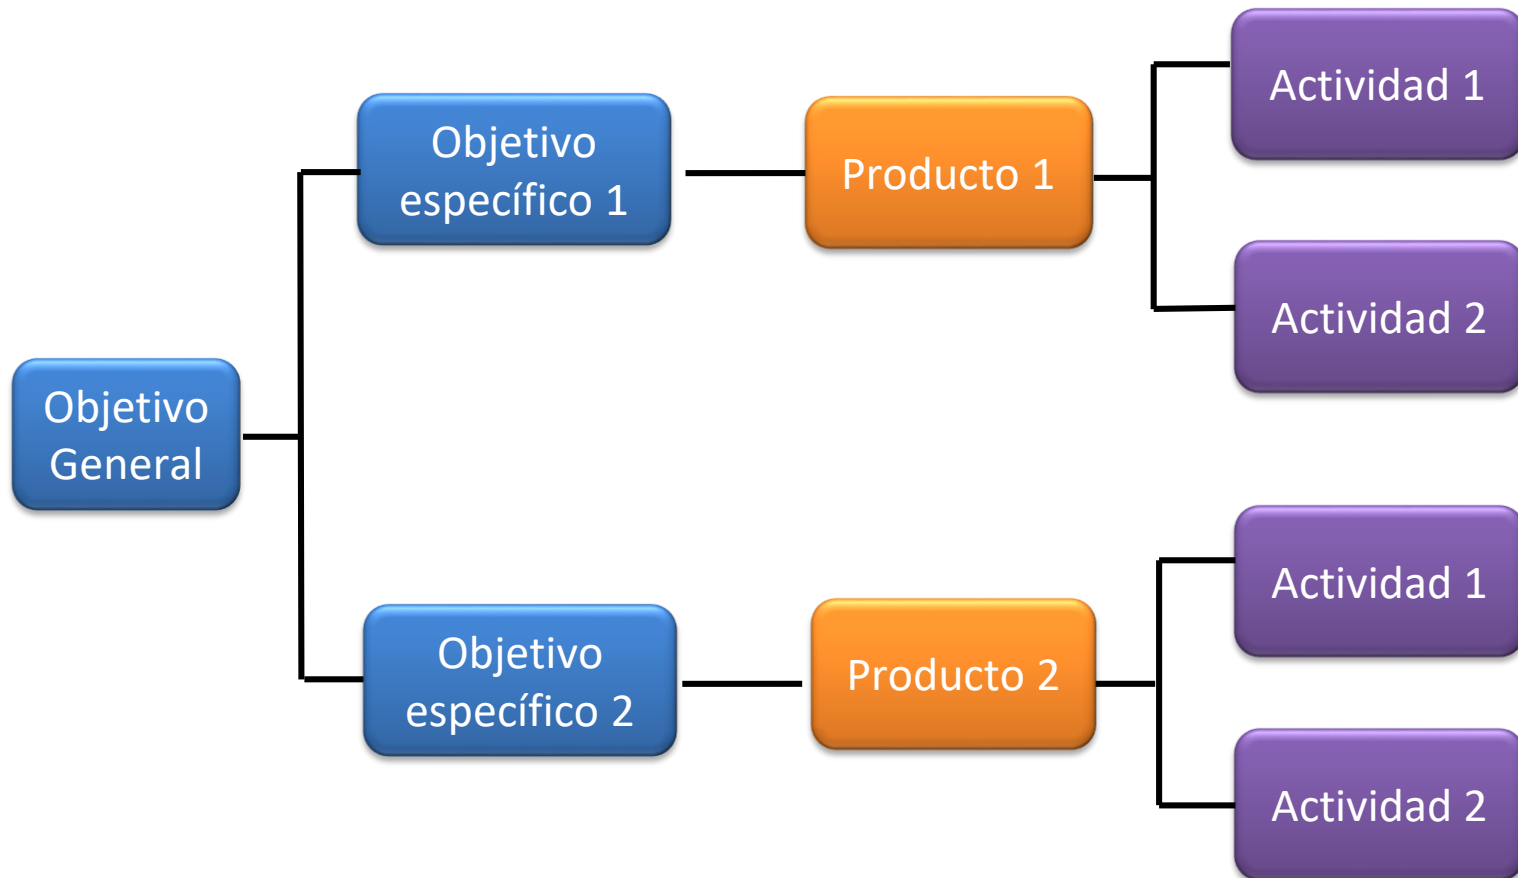 Objetivo
General
Objetivo
específico 1
Producto 1
Actividad 1
Actividad 2
Objetivo
específico 2
Producto 2
Actividad 1
Actividad 2